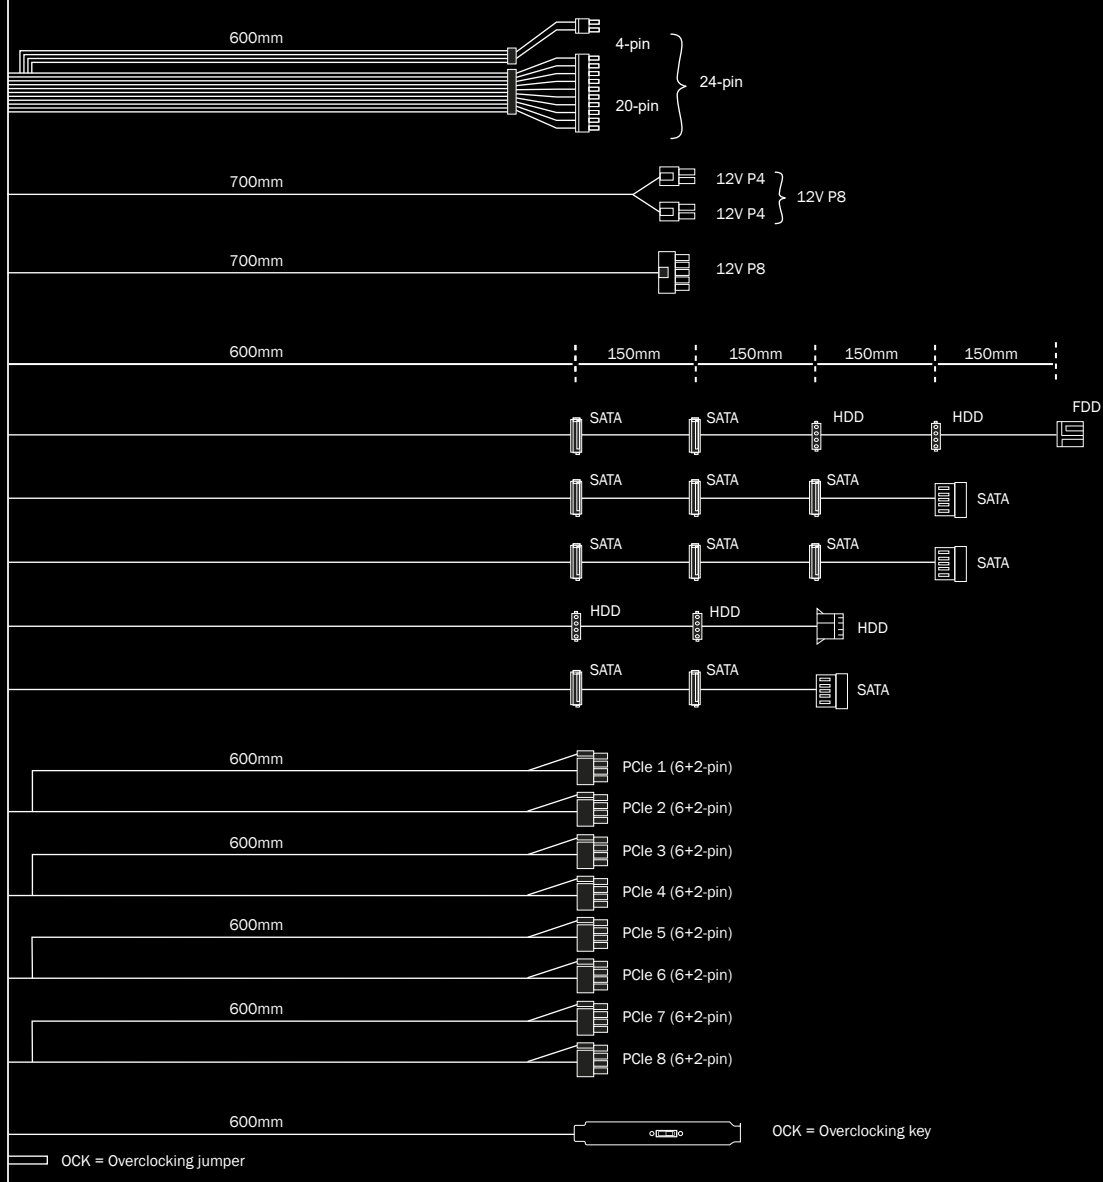 600mm
4-pin
24-pin
20-pin
700mm
12V P4
12V P8
12V P4
700mm
12V P8
600mm 150mm 150mm 150mm 150mm
FDD
SATA SATA HDD HDD
SATA SATA SATA
SATA
SATA SATA SATA
SATA
HDD HDD
HDD
SATA SATA
SATA
600mm
PCIe 1 (6+2-pin)
PCIe 2 (6+2-pin)
600mm
PCIe 3 (6+2-pin)
PCIe 4 (6+2-pin)
600mm
PCIe 5 (6+2-pin)
PCIe 6 (6+2-pin)
600mm
PCIe 7 (6+2-pin)
PCIe 8 (6+2-pin)
600mm
OCK = Overclocking key
OCK = Overclocking jumper